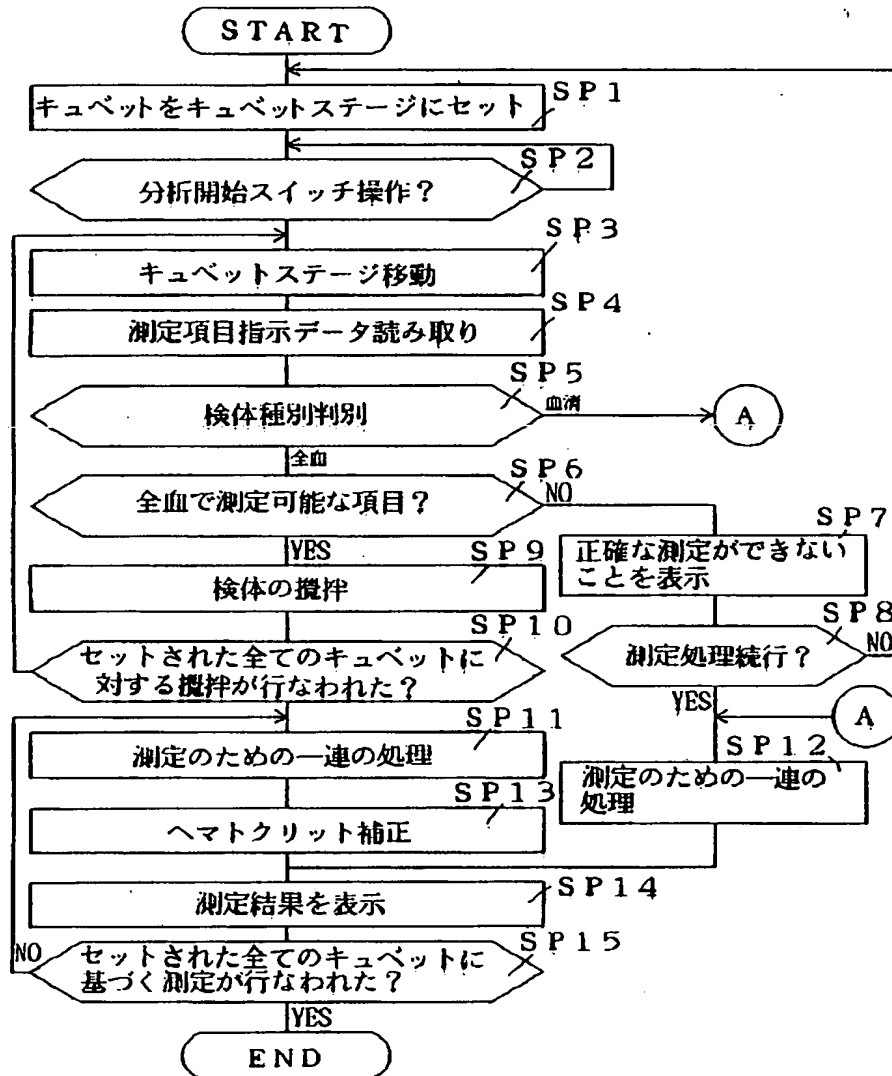 START
SP1
キュベットをキュベットステージにセット
SP2
分析開始スイッチ操作?
SP3
キュベットステージ移動
SP4
測定項目指示データ読み取り
SP5
検体種別判別
血清
A
全血
SP6
全血で測定可能な項目?
NO
SP7
正確な測定ができない
ことを表示
YES
SP9
検体の攪拌
SP8
測定処理続行?
NO
SP10
セットされた全てのキュベットに
対する攪拌が行なわれた?
YES
A
SP11
測定のための一連の処理
SP12
測定のための一連の
処理
SP13
ヘマトクリット補正
SP14
測定結果を表示
SP15
NO
セットされた全てのキュベットに
基づく測定が行なわれた?
YES
END